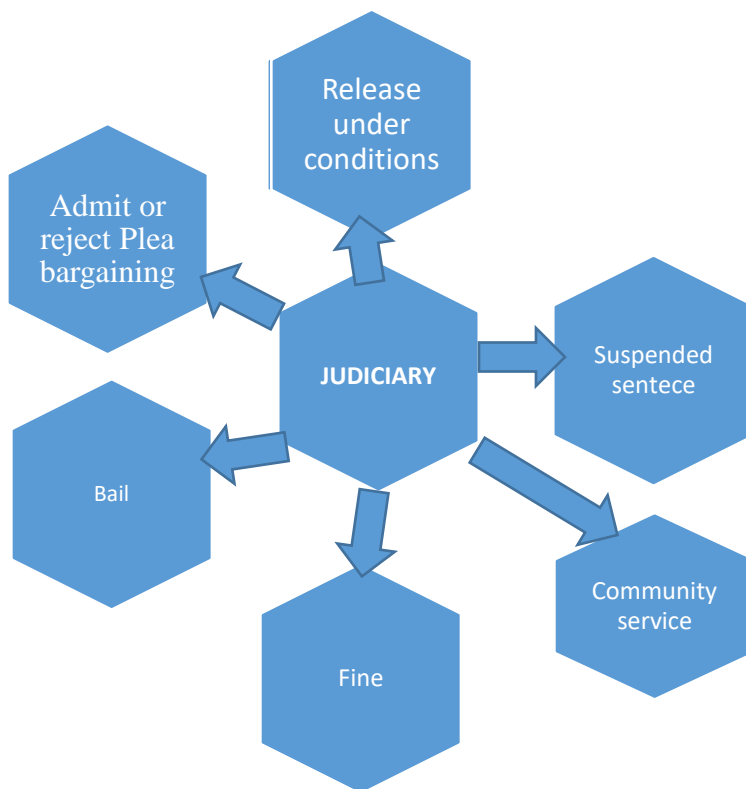 Release
under
conditions
Admit or
reject Plea
bargaining
JUDICIARY
Suspended
sentece
Bail
Community
service
Fine